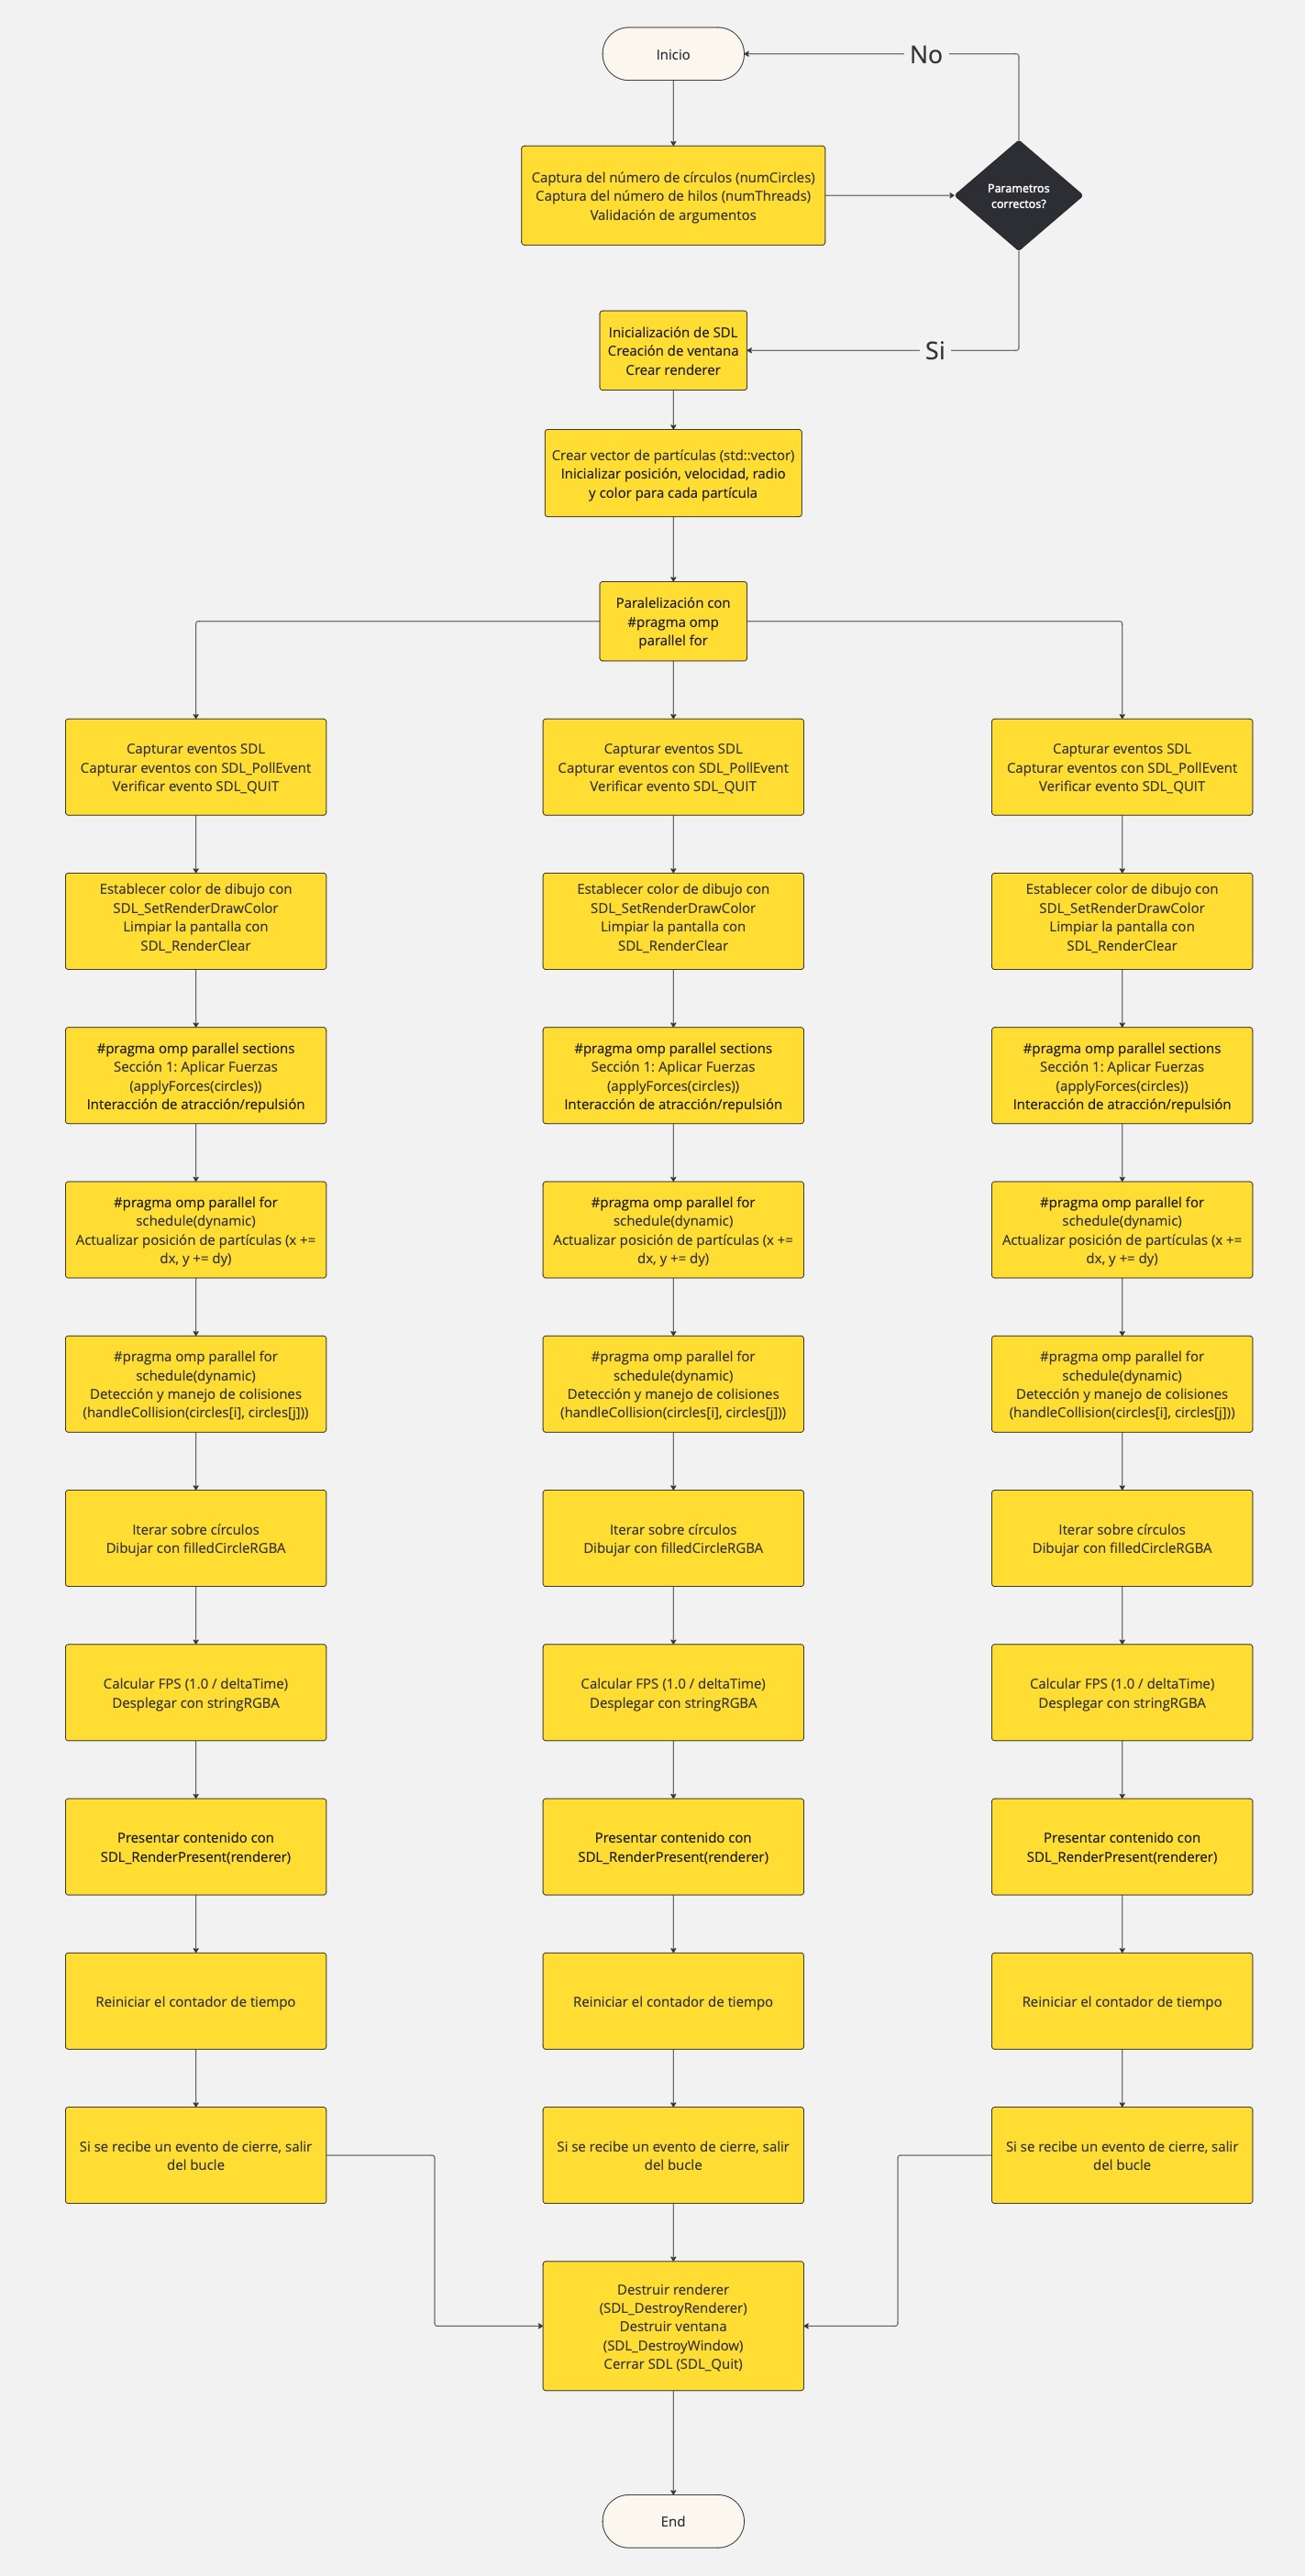 Inicio
No
Captura del número de círculos (numCircles)
Captura del número de hilos (numThreads)
Validación de argumentos
Parametros
correctos?
Inicialización de SDL
Creación de ventana
Crear renderer
Si
Crear vector de partículas (std::vector)
Inicializar posición, velocidad, radio
y color para cada partícula
Paralelización con
#pragma omp
parallel for
Capturar eventos SDL
Capturar eventos con SDL_PollEvent
Verificar evento SDL_QUIT
Capturar eventos SDL
Capturar eventos con SDL_PollEvent
Verificar evento SDL_QUIT
Capturar eventos SDL
Capturar eventos con SDL_PollEvent
Verificar evento SDL_QUIT
Establecer color de dibujo con
SDL_SetRenderDrawColor
Limpiar la pantalla con
SDL_RenderClear
Establecer color de dibujo con
SDL_SetRenderDrawColor
Limpiar la pantalla con
SDL_RenderClear
Establecer color de dibujo con
SDL_SetRenderDrawColor
Limpiar la pantalla con
SDL_RenderClear
#pragma omp parallel sections
Sección 1: Aplicar Fuerzas
(applyForces(circles))
Interacción de atracción/repulsión
#pragma omp parallel sections
Sección 1: Aplicar Fuerzas
(applyForces(circles))
Interacción de atracción/repulsión
#pragma omp parallel sections
Sección 1: Aplicar Fuerzas
(applyForces(circles))
Interacción de atracción/repulsión
#pragma omp parallel for
schedule(dynamic)
Actualizar posición de partículas (x +=
dx, y += dy)
#pragma omp parallel for
schedule(dynamic)
Actualizar posición de partículas (x +=
dx, y += dy)
#pragma omp parallel for
schedule(dynamic)
Actualizar posición de partículas (x +=
dx, y += dy)
#pragma omp parallel for
schedule(dynamic)
Detección y manejo de colisiones
(handleCollision(circles[i], circles[j]))
#pragma omp parallel for
schedule(dynamic)
Detección y manejo de colisiones
(handleCollision(circles[i], circles[j]))
#pragma omp parallel for
schedule(dynamic)
Detección y manejo de colisiones
(handleCollision(circles[i], circles[j]))
Iterar sobre círculos
Dibujar con filledCircleRGBA
Iterar sobre círculos
Dibujar con filledCircleRGBA
Iterar sobre círculos
Dibujar con filledCircleRGBA
Calcular FPS (1.0 / deltaTime)
Desplegar con stringRGBA
Calcular FPS (1.0 / deltaTime)
Desplegar con stringRGBA
Calcular FPS (1.0 / deltaTime)
Desplegar con stringRGBA
Presentar contenido con
SDL_RenderPresent(renderer)
Presentar contenido con
SDL_RenderPresent(renderer)
Presentar contenido con
SDL_RenderPresent(renderer)
Reiniciar el contador de tiempo
Reiniciar el contador de tiempo
Reiniciar el contador de tiempo
Si se recibe un evento de cierre, salir
del bucle
Si se recibe un evento de cierre, salir
del bucle
Si se recibe un evento de cierre, salir
del bucle
Destruir renderer
(SDL_DestroyRenderer)
Destruir ventana
(SDL_DestroyWindow)
Cerrar SDL (SDL_Quit)
End